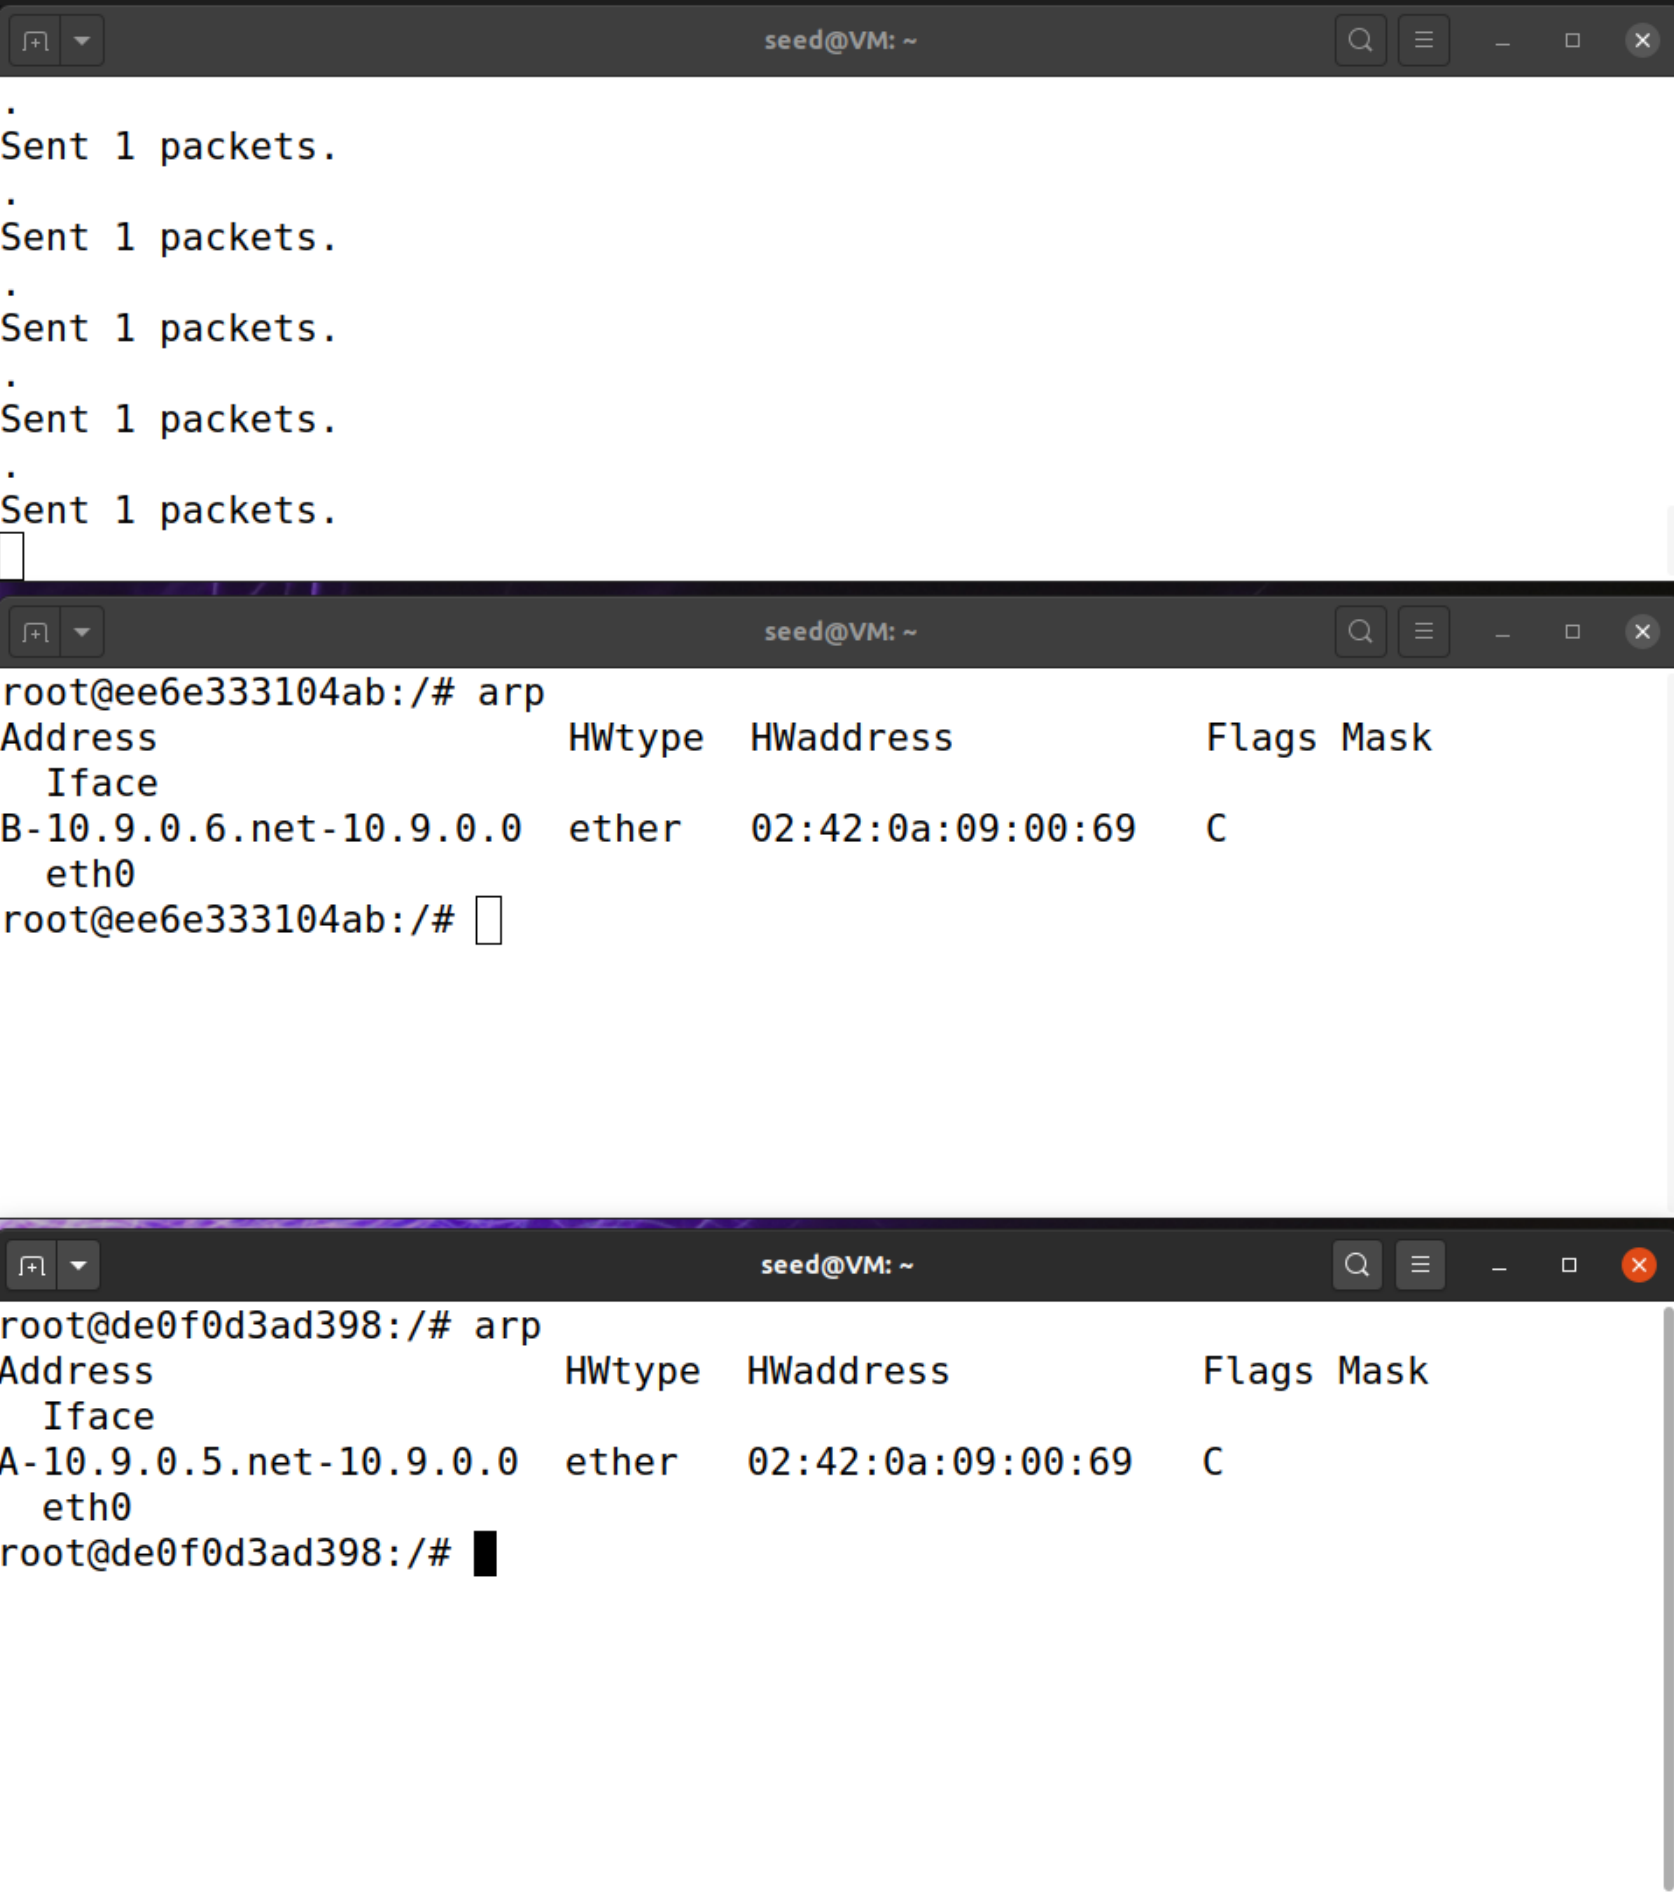 seed@VM: ~
.
Sent 1 packets.
.
Sent 1 packets.
.
Sent 1 packets.
.
Sent 1 packets.
.
Sent 1 packets.
seed@VM: ~
root@ee6e333104ab:/# arp
Address HWtype HWaddress Flags Mask
Iface
B-10.9.0.6.net-10.9.0.0 ether 02:42:0a:09:00:69 C
eth0
root@ee6e333104ab:/#
seed@VM: ~
root@de0f0d3ad398:/# arp
Address HWtype HWaddress Flags Mask
Iface
A-10.9.0.5.net-10.9.0.0 ether 02:42:0a:09:00:69 C
eth0
root@de0f0d3ad398:/#